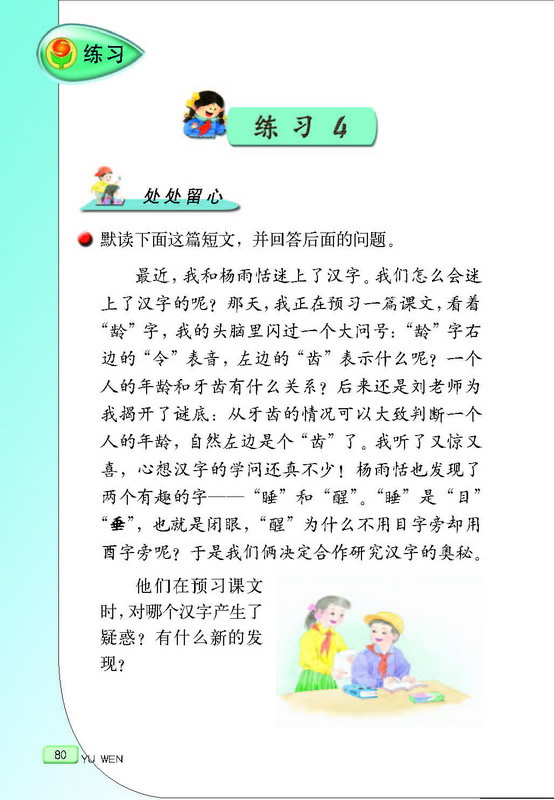 练习
练习4
处处留心
默读下面这篇短文，并回答后面的问题。
最近，我和杨雨恬迷上了汉字。我们怎么会迷
上了汉字的呢？那天，我正在预习一篇课文，看着
“龄”字，我的头脑里闪过一个大问号：“龄”字右
边的“令”表音，左边的“齿”表示什么呢？一个
人的年龄和牙齿有什么关系？后来还是刘老师为
我揭开了谜底：从牙齿的情况可以大致判断一个
人的年龄，自然左边是个“齿”了。我听了又惊又
喜，心想汉字的学问还真不少！杨雨恬也发现了
两个有趣的字——“睡”和“醒”。“睡”是“目”
“垂”，也就是闭眼，“醒”为什么不用目字旁却用
酉字旁呢？于是我们俩决定合作研究汉字的奥秘。
他们在预习课文
时，对哪个汉字产生了
疑惑？有什么新的发
现？
80
YU WEN